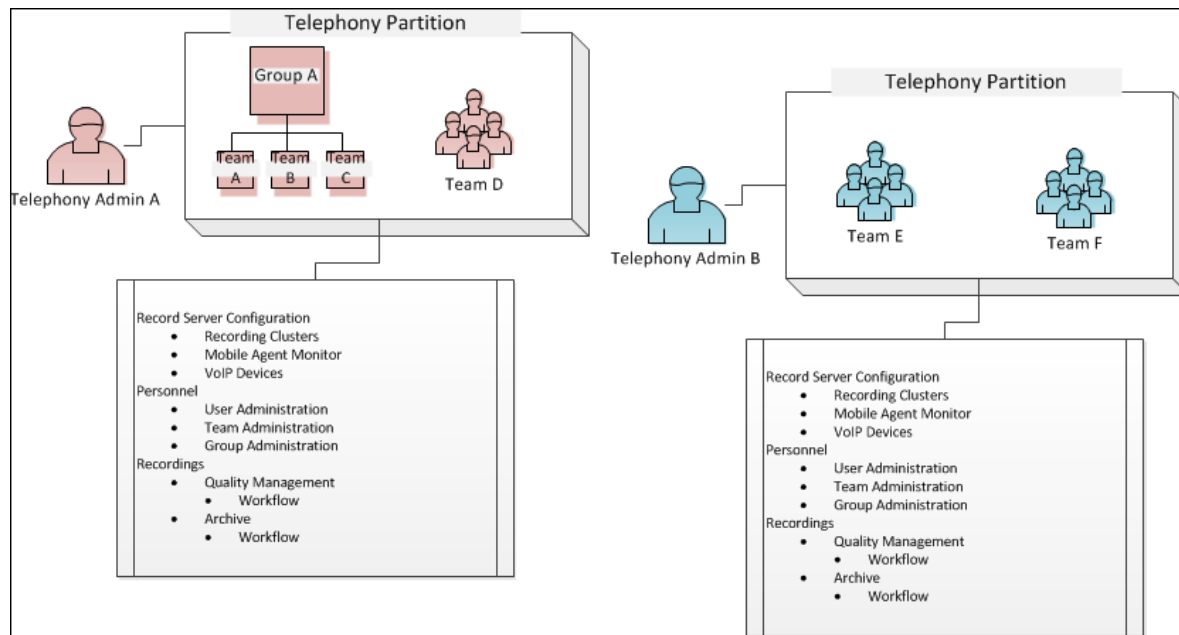 Telephony Partition
Group A
Team
A
Team
B
Team
C
Team D
Telephony Admin A
Record Server Configuration
• Recording Clusters
• Mobile Agent Monitor
• VoIP Devices
Personnel
• User Administration
• Team Administration
• Group Administration
Recordings
• Quality Management
• Workflow
• Archive
• Workflow
Telephony Partition
Team E
Team F
Telephony Admin B
Record Server Configuration
• Recording Clusters
• Mobile Agent Monitor
• VoIP Devices
Personnel
• User Administration
• Team Administration
• Group Administration
Recordings
• Quality Management
• Workflow
• Archive
• Workflow